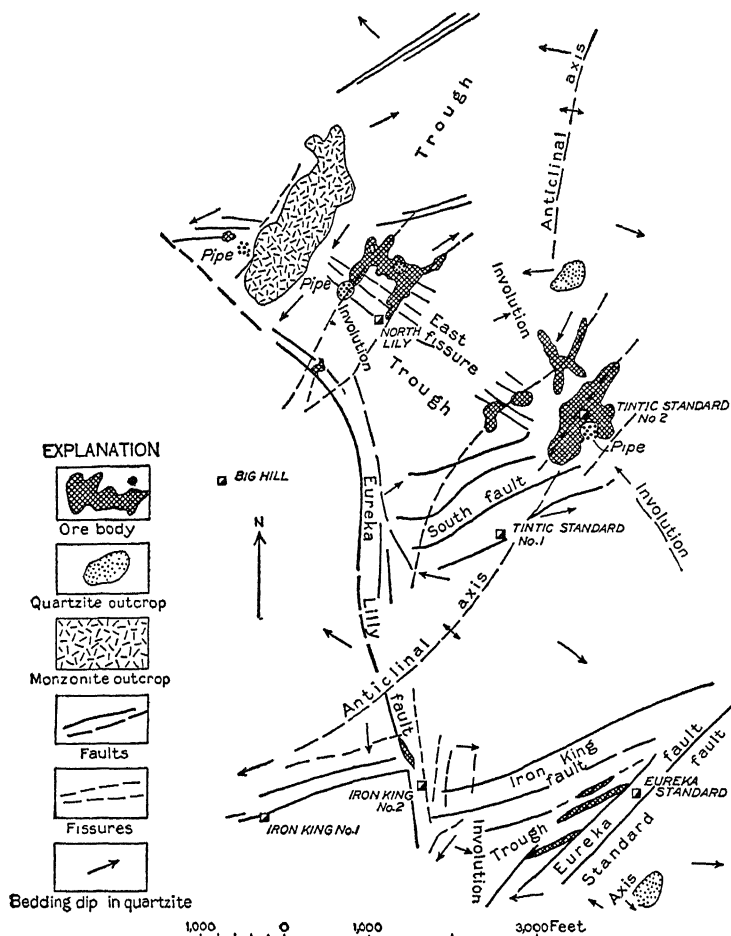 Trough
Anticlinal axis
Pipe
Pipe
Involution
NORTH
LILY
East
fissure
Trough
Involution
TINTIC STANDARD
No 2
Pipe
EXPLANATION
Ore body
Quartzite outcrop
Monzonite outcrop
Faults
Fissures
Bedding dip in quartzite
BIG HILL
N
Eureka Lilly fault
South fault
TINTIC STANDARD
No.1
Involution
Anticlinal axis
Iron King
fault
IRON KING
No.2
IRON KING No.1
EUREKA
STANDARD
Involution
Trough
Eureka fault
Standard fault
Axis
1,000 0 1,000 3,000 Feet